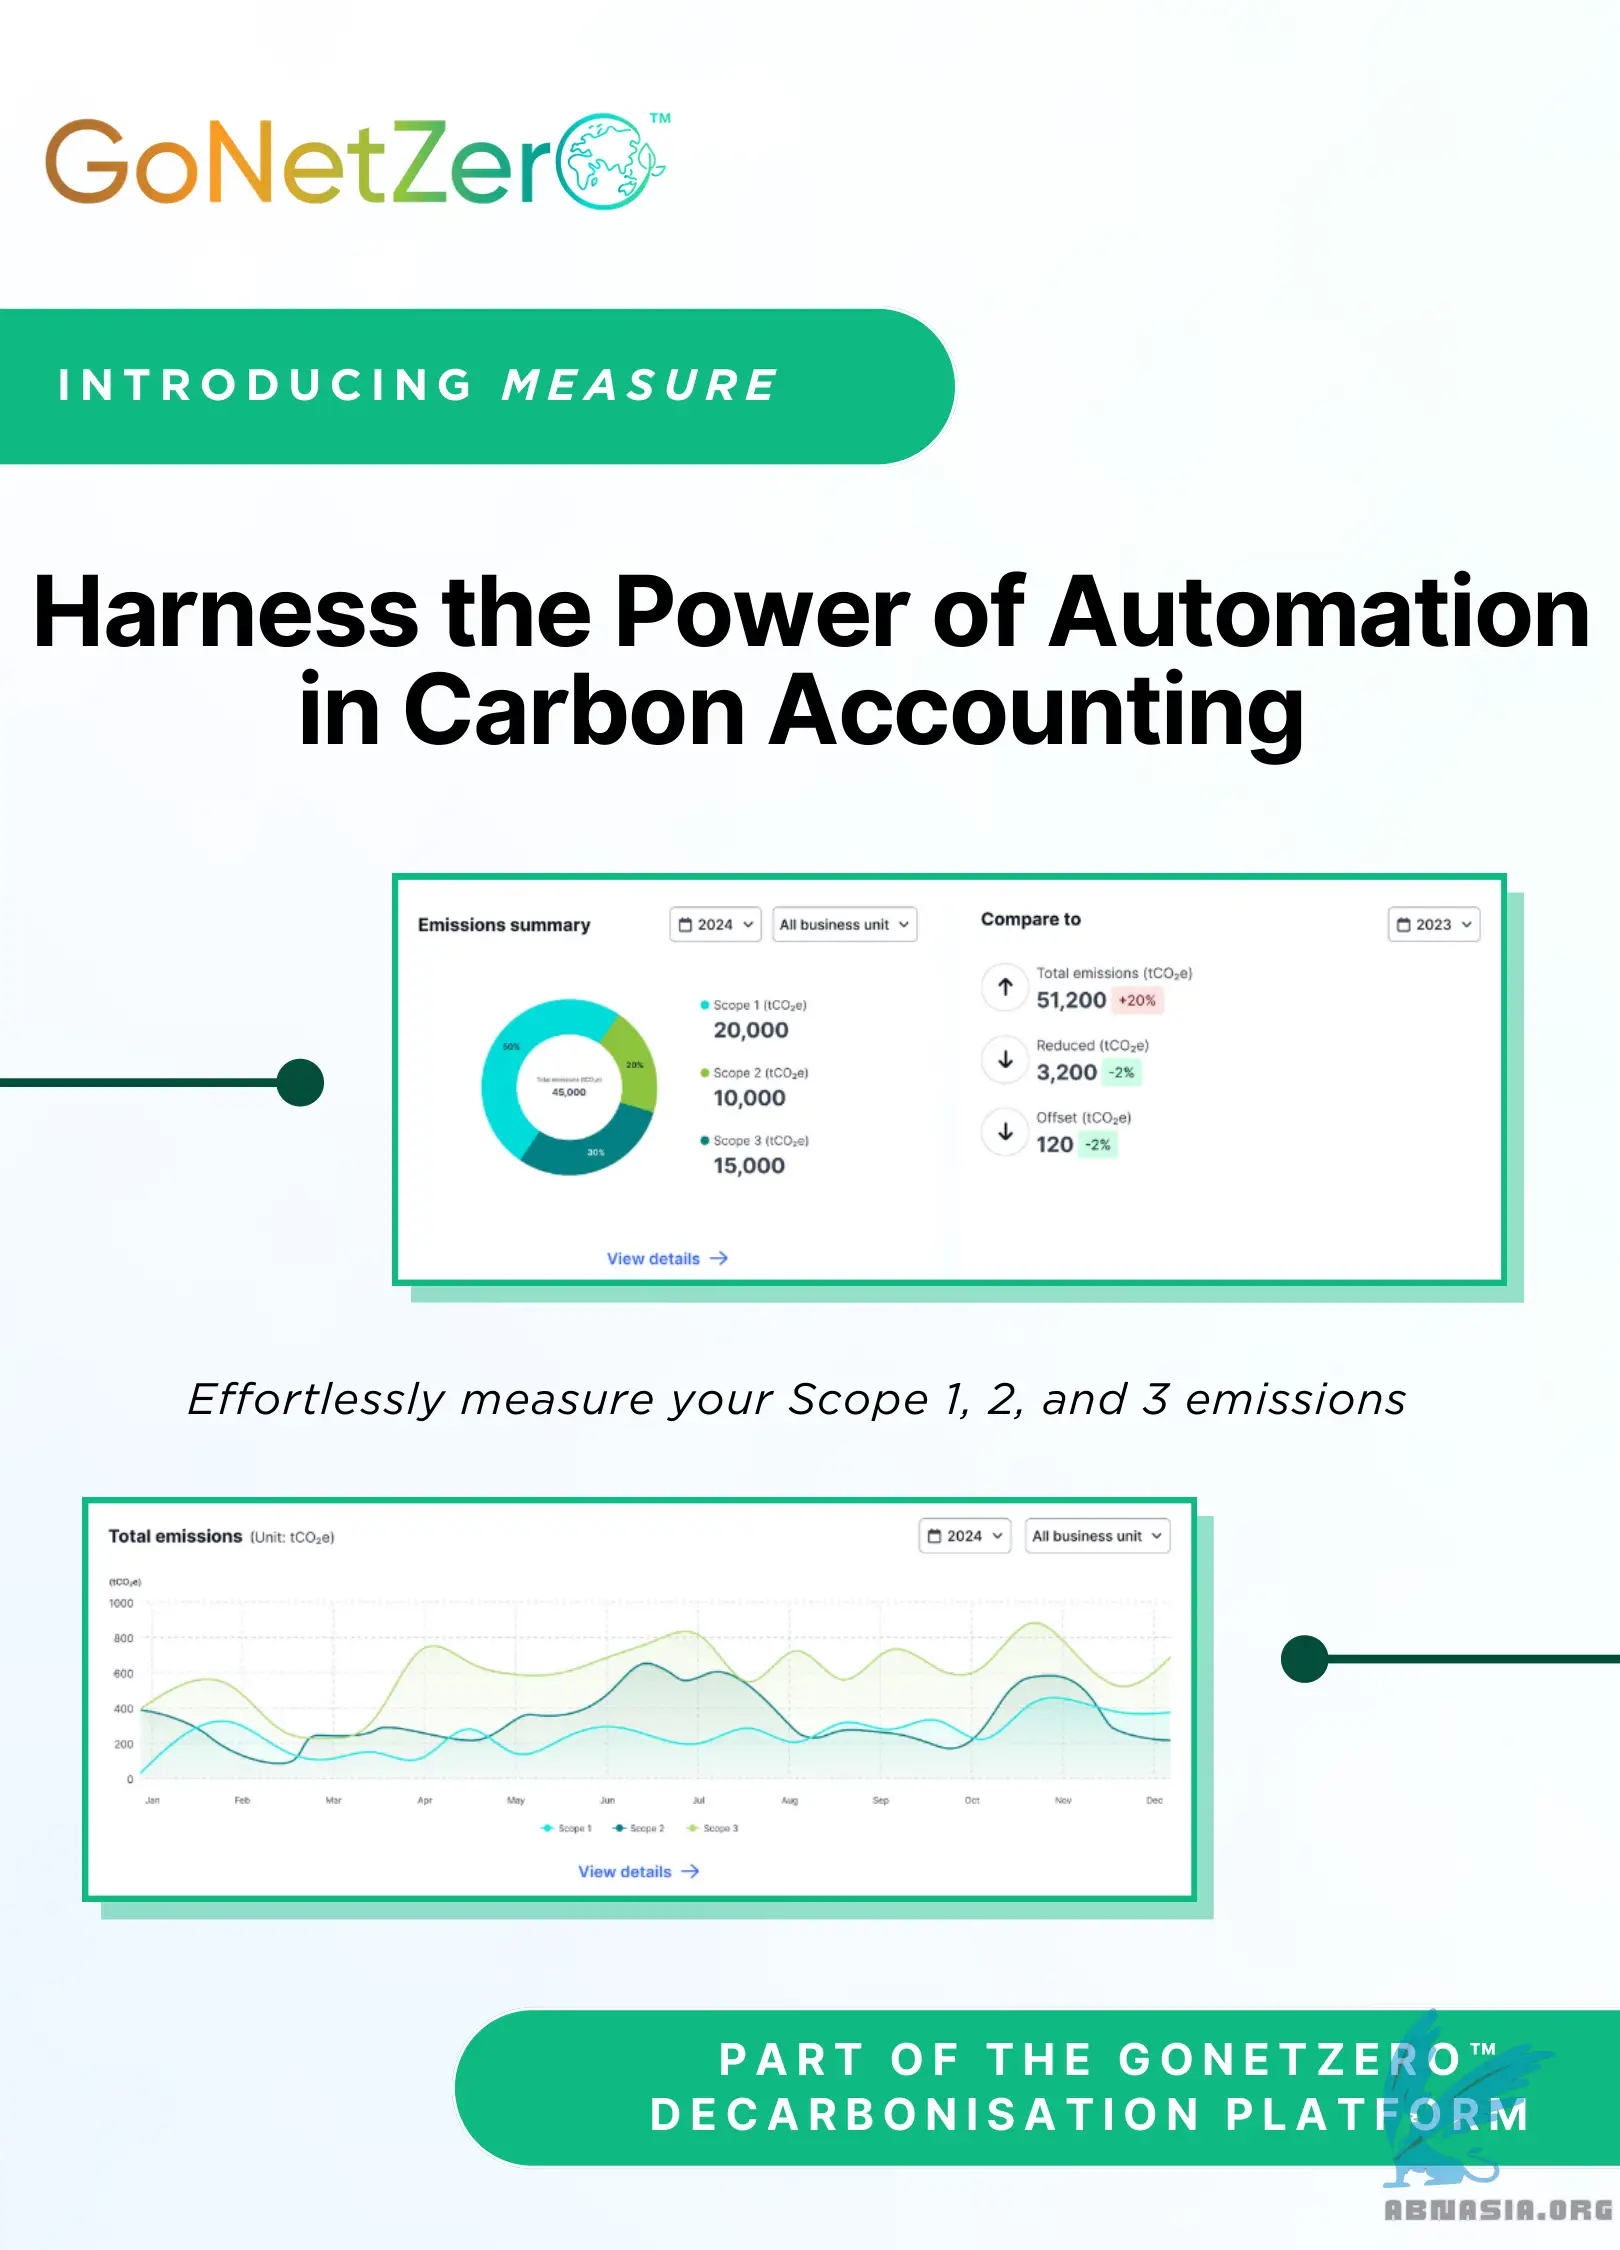 GoNetZero™
INTRODUCING MEASURE
Harness the Power of Automation
in Carbon Accounting
Emissions summary
2024
All business unit
50%
20%
30%
Total emissions (tCO₂e)
45,000
Scope 1 (tCO₂e)
20,000
Scope 2 (tCO₂e)
10,000
Scope 3 (tCO₂e)
15,000
View details →
Compare to
2023
Total emissions (tCO₂e)
51,200 +20%
Reduced (tCO₂e)
3,200 -2%
Offset (tCO₂e)
120 -2%
Effortlessly measure your Scope 1, 2, and 3 emissions
Total emissions (Unit: tCO₂e)
2024
All business unit
(tCO₂e)
1000
800
600
400
200
0
Jan Feb Mar Apr May Jun Jul Aug Sep Oct Nov Dec
Scope 1 Scope 2 Scope 3
View details →
PART OF THE GONETZERO™
DECARBONISATION PLATFORM
ABNASIA.ORG